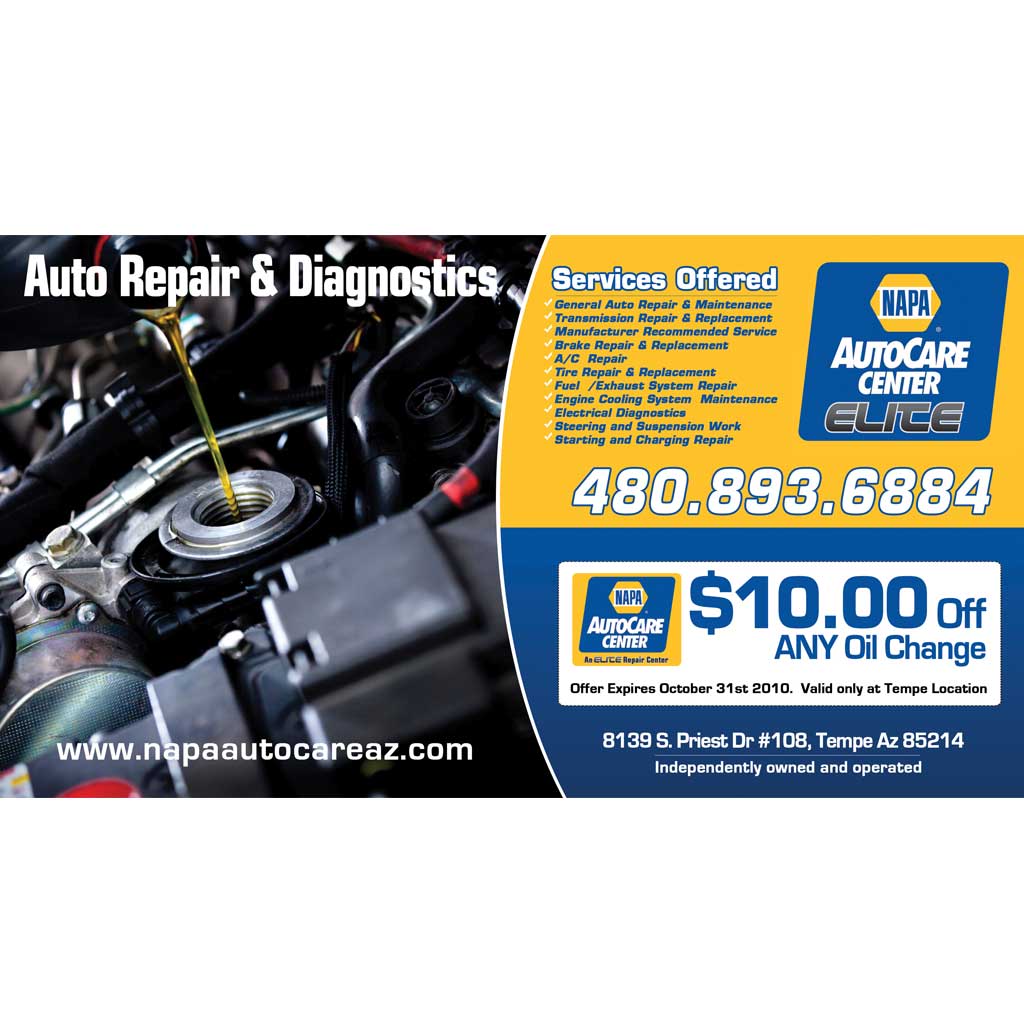 Auto Repair & Diagnostics
www.napaautocareaz.com
Services Offered
General Auto Repair & Maintenance
Transmission Repair & Replacement
Manufacturer Recommended Service
Brake Repair & Replacement
A/C Repair
Tire Repair & Replacement
Fuel /Exhaust System Repair
Engine Cooling System Maintenance
Electrical Diagnostics
Steering and Suspension Work
Starting and Charging Repair
NAPA
®
AUTOCARE
CENTER
ELITE
480.893.6884
NAPA
®
AUTOCARE
CENTER
An ELITE Repair Center
$10.00 Off
ANY Oil Change
Offer Expires October 31st 2010. Valid only at Tempe Location
8139 S. Priest Dr #108, Tempe Az 85214
Independently owned and operated